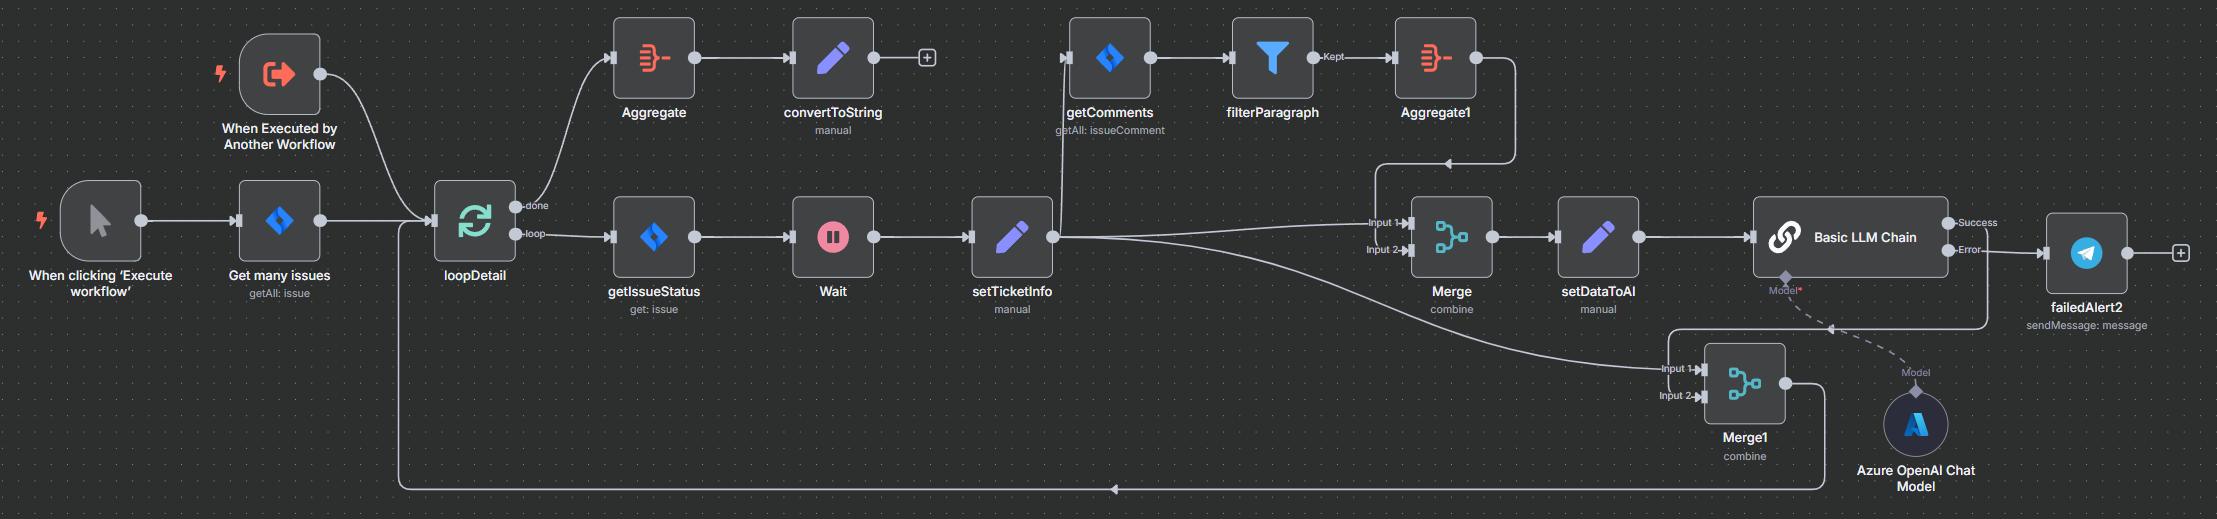 When Executed by
Another Workflow
When clicking ‘Execute
workflow’
Get many issues
getAll: issue
loopDetail
done
loop
Aggregate
convertToString
manual
getIssueStatus
get: issue
Wait
setTicketInfo
manual
getComments
getAll: issueComment
filterParagraph
Kept
Aggregate1
Input 1
Input 2
Merge
combine
setDataToAI
manual
Basic LLM Chain
Success
Error
Model*
failedAlert2
sendMessage: message
Input 1
Input 2
Merge1
combine
Model
Azure OpenAI Chat
Model